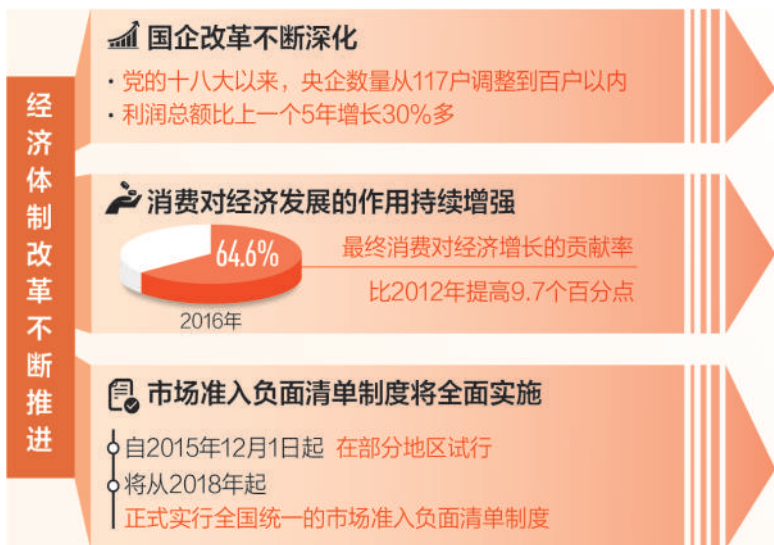 经济体制改革不断推进
国企改革不断深化
·党的十八大以来，央企数量从117户调整到百户以内
·利润总额比上一个5年增长30%多
消费对经济发展的作用持续增强
64.6%
2016年
最终消费对经济增长的贡献率
比2012年提高9.7个百分点
市场准入负面清单制度将全面实施
自2015年12月1日起 在部分地区试行
将从2018年起
正式实行全国统一的市场准入负面清单制度